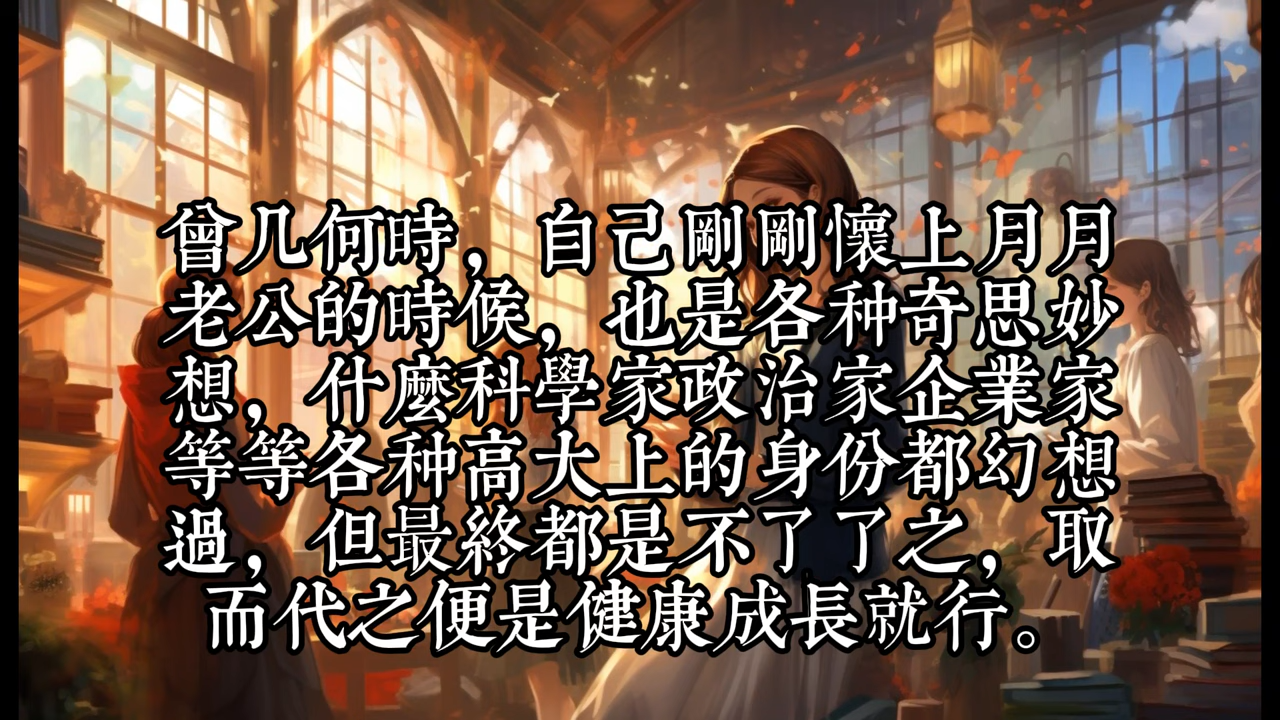 曾几何時，自己剛剛懷上月月
老公的時候，也是各种奇思妙
想，什麼科學家政治家企業家
等等各种高大上的身份都幻想
過，但最終都是不了了之，取
而代之便是健康成長就行。